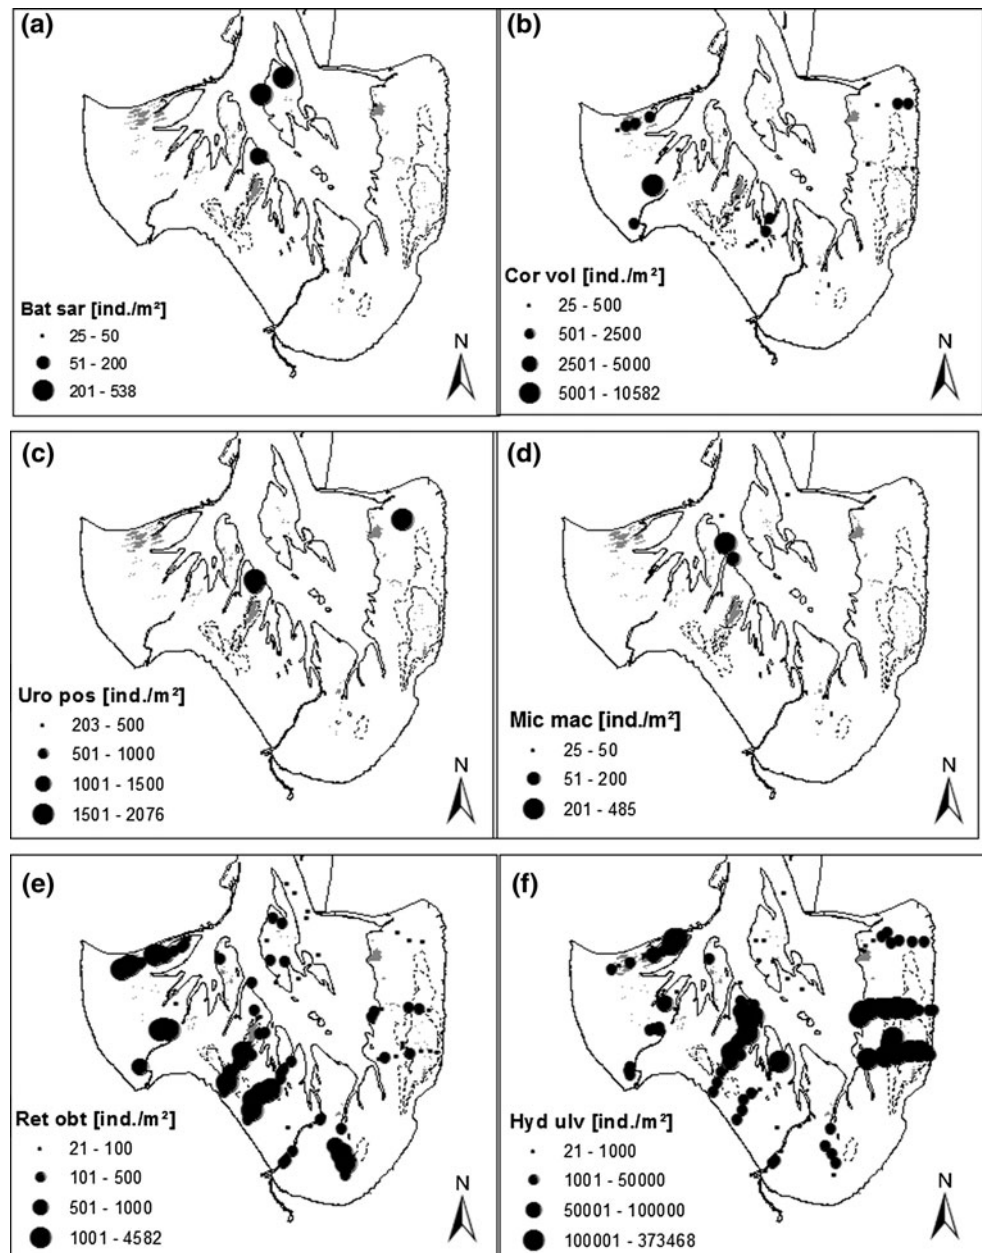 (a)
Bat sar [ind./m²]
25 - 50
51 - 200
201 - 538
N
(b)
Cor vol [ind./m²]
25 - 500
501 - 2500
2501 - 5000
5001 - 10582
N
(c)
Uro pos [ind./m²]
203 - 500
501 - 1000
1001 - 1500
1501 - 2076
N
(d)
Mic mac [ind./m²]
25 - 50
51 - 200
201 - 485
N
(e)
Ret obt [ind./m²]
21 - 100
101 - 500
501 - 1000
1001 - 4582
N
(f)
Hyd ulv [ind./m²]
21 - 1000
1001 - 50000
50001 - 100000
100001 - 373468
N